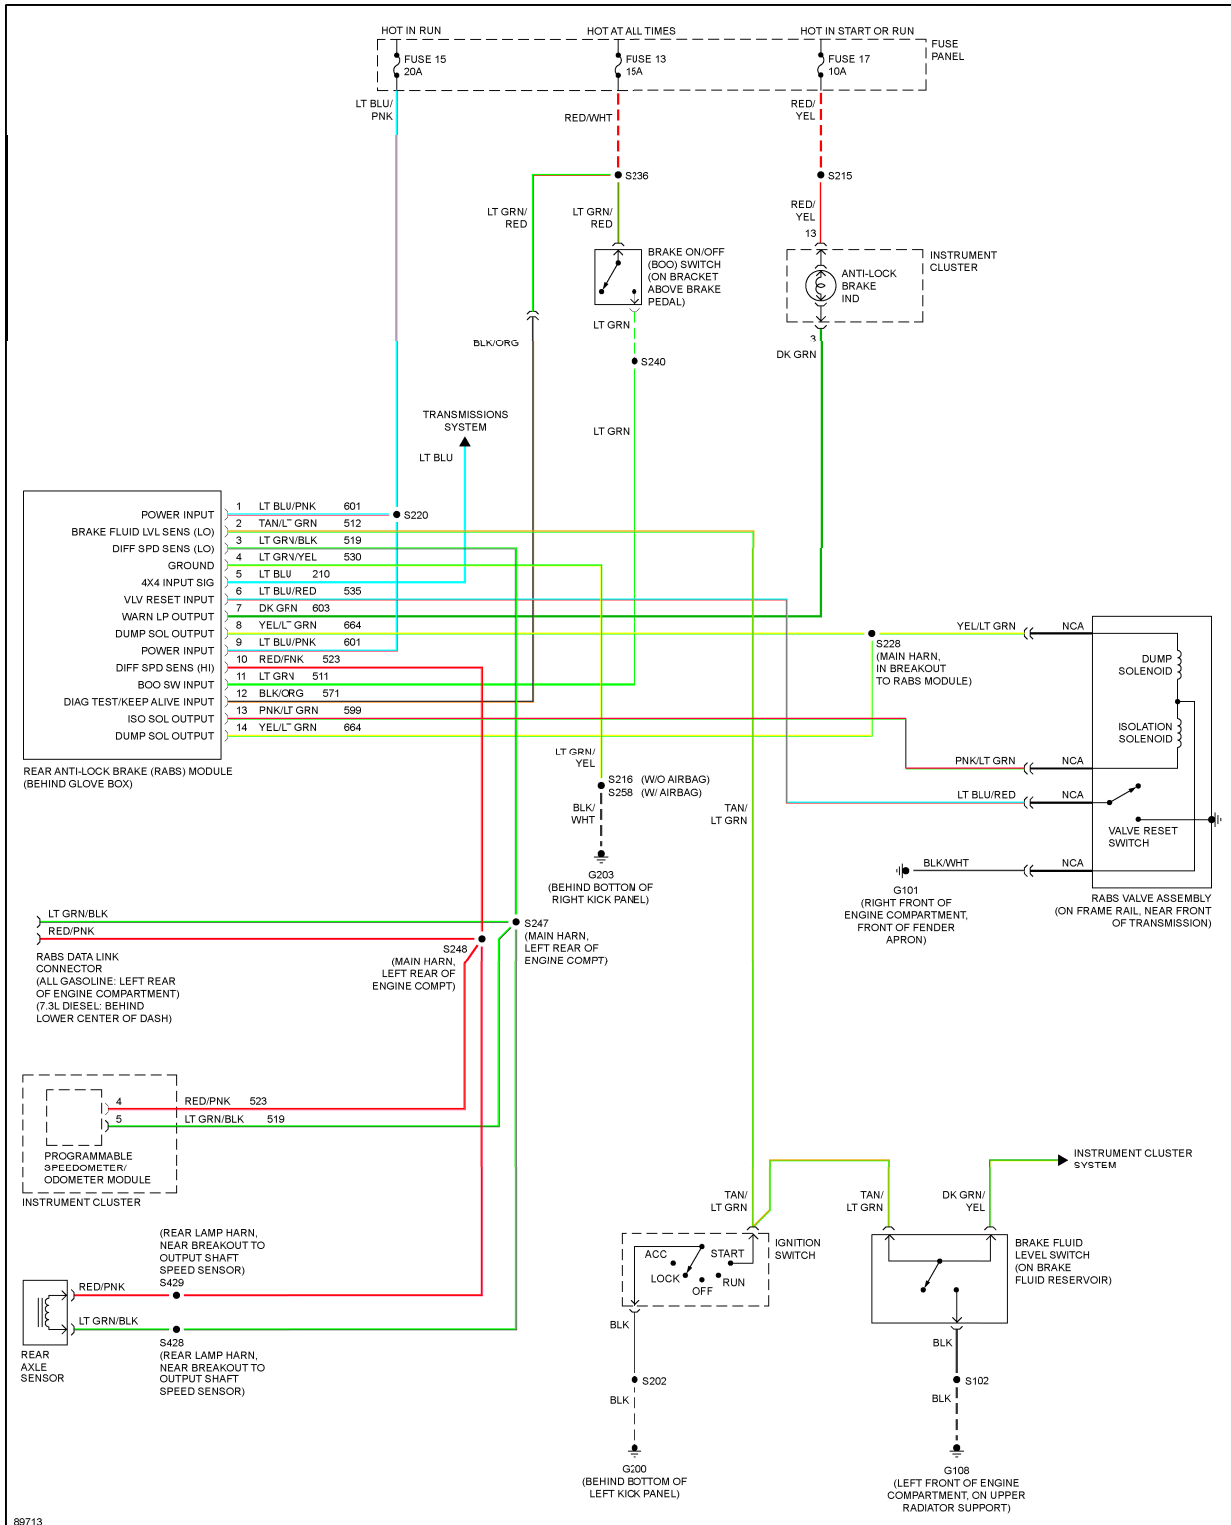 HOT IN RUN
HOT AT ALL TIMES
HOT IN START OR RUN
FUSE 15
20A
FUSE 13
15A
FUSE 17
10A
FUSE
PANEL
LT BLU/
PNK
RED/WHT
RED/
YEL
S236
S215
LT GRN/
RED
LT GRN/
RED
RED/
YEL
13
BRAKE ON/OFF
(BOO) SWITCH
(ON BRACKET
ABOVE BRAKE
PEDAL)
INSTRUMENT
CLUSTER
ANTI-LOCK
BRAKE
IND
BLK/ORG
LT GRN
3
DK GRN
S240
TRANSMISSIONS
SYSTEM
LT BLU
LT GRN
POWER INPUT
1 LT BLU/PNK 601
S220
BRAKE FLUID LVL SENS (LO)
2 TAN/LT GRN 512
DIFF SPD SENS (LO)
3 LT GRN/BLK 519
GROUND
4 LT GRN/YEL 530
4X4 INPUT SIG
5 LT BLU 210
VLV RESET INPUT
6 LT BLU/RED 535
WARN LP OUTPUT
7 DK GRN 603
DUMP SOL OUTPUT
8 YEL/LT GRN 664
POWER INPUT
9 LT BLU/PNK 601
DIFF SPD SENS (HI)
10 RED/PNK 523
BOO SW INPUT
11 LT GRN 511
DIAG TEST/KEEP ALIVE INPUT
12 BLK/ORG 571
ISO SOL OUTPUT
13 PNK/LT GRN 599
DUMP SOL OUTPUT
14 YEL/LT GRN 664
REAR ANTI-LOCK BRAKE (RABS) MODULE
(BEHIND GLOVE BOX)
S228
(MAIN HARN,
IN BREAKOUT
TO RABS MODULE)
YEL/LT GRN
NCA
DUMP
SOLENOID
ISOLATION
SOLENOID
PNK/LT GRN
NCA
LT BLU/RED
NCA
VALVE RESET
SWITCH
BLK/WHT
NCA
G101
(RIGHT FRONT OF
ENGINE COMPARTMENT,
FRONT OF FENDER
APRON)
RABS VALVE ASSEMBLY
(ON FRAME RAIL, NEAR FRONT
OF TRANSMISSION)
LT GRN/
YEL
S216 (W/O AIRBAG)
S258 (W/ AIRBAG)
BLK/
WHT
G203
(BEHIND BOTTOM OF
RIGHT KICK PANEL)
TAN/
LT GRN
LT GRN/BLK
RED/PNK
RABS DATA LINK
CONNECTOR
(ALL GASOLINE: LEFT REAR
OF ENGINE COMPARTMENT)
(7.3L DIESEL: BEHIND
LOWER CENTER OF DASH)
S248
(MAIN HARN,
LEFT REAR OF
ENGINE COMPT)
S247
(MAIN HARN,
LEFT REAR OF
ENGINE COMPT)
4 RED/PNK 523
5 LT GRN/BLK 519
PROGRAMMABLE
SPEEDOMETER/
ODOMETER MODULE
INSTRUMENT CLUSTER
(REAR LAMP HARN,
NEAR BREAKOUT TO
OUTPUT SHAFT
SPEED SENSOR)
S429
RED/PNK
LT GRN/BLK
S428
(REAR LAMP HARN,
NEAR BREAKOUT TO
OUTPUT SHAFT
SPEED SENSOR)
REAR
AXLE
SENSOR
TAN/
LT GRN
IGNITION
SWITCH
ACC
START
LOCK
RUN
OFF
BLK
S202
BLK
G200
(BEHIND BOTTOM OF
LEFT KICK PANEL)
TAN/
LT GRN
DK GRN/
YEL
INSTRUMENT CLUSTER
SYSTEM
BRAKE FLUID
LEVEL SWITCH
(ON BRAKE
FLUID RESERVOIR)
BLK
S102
BLK
G108
(LEFT FRONT OF ENGINE
COMPARTMENT, ON UPPER
RADIATOR SUPPORT)
89713